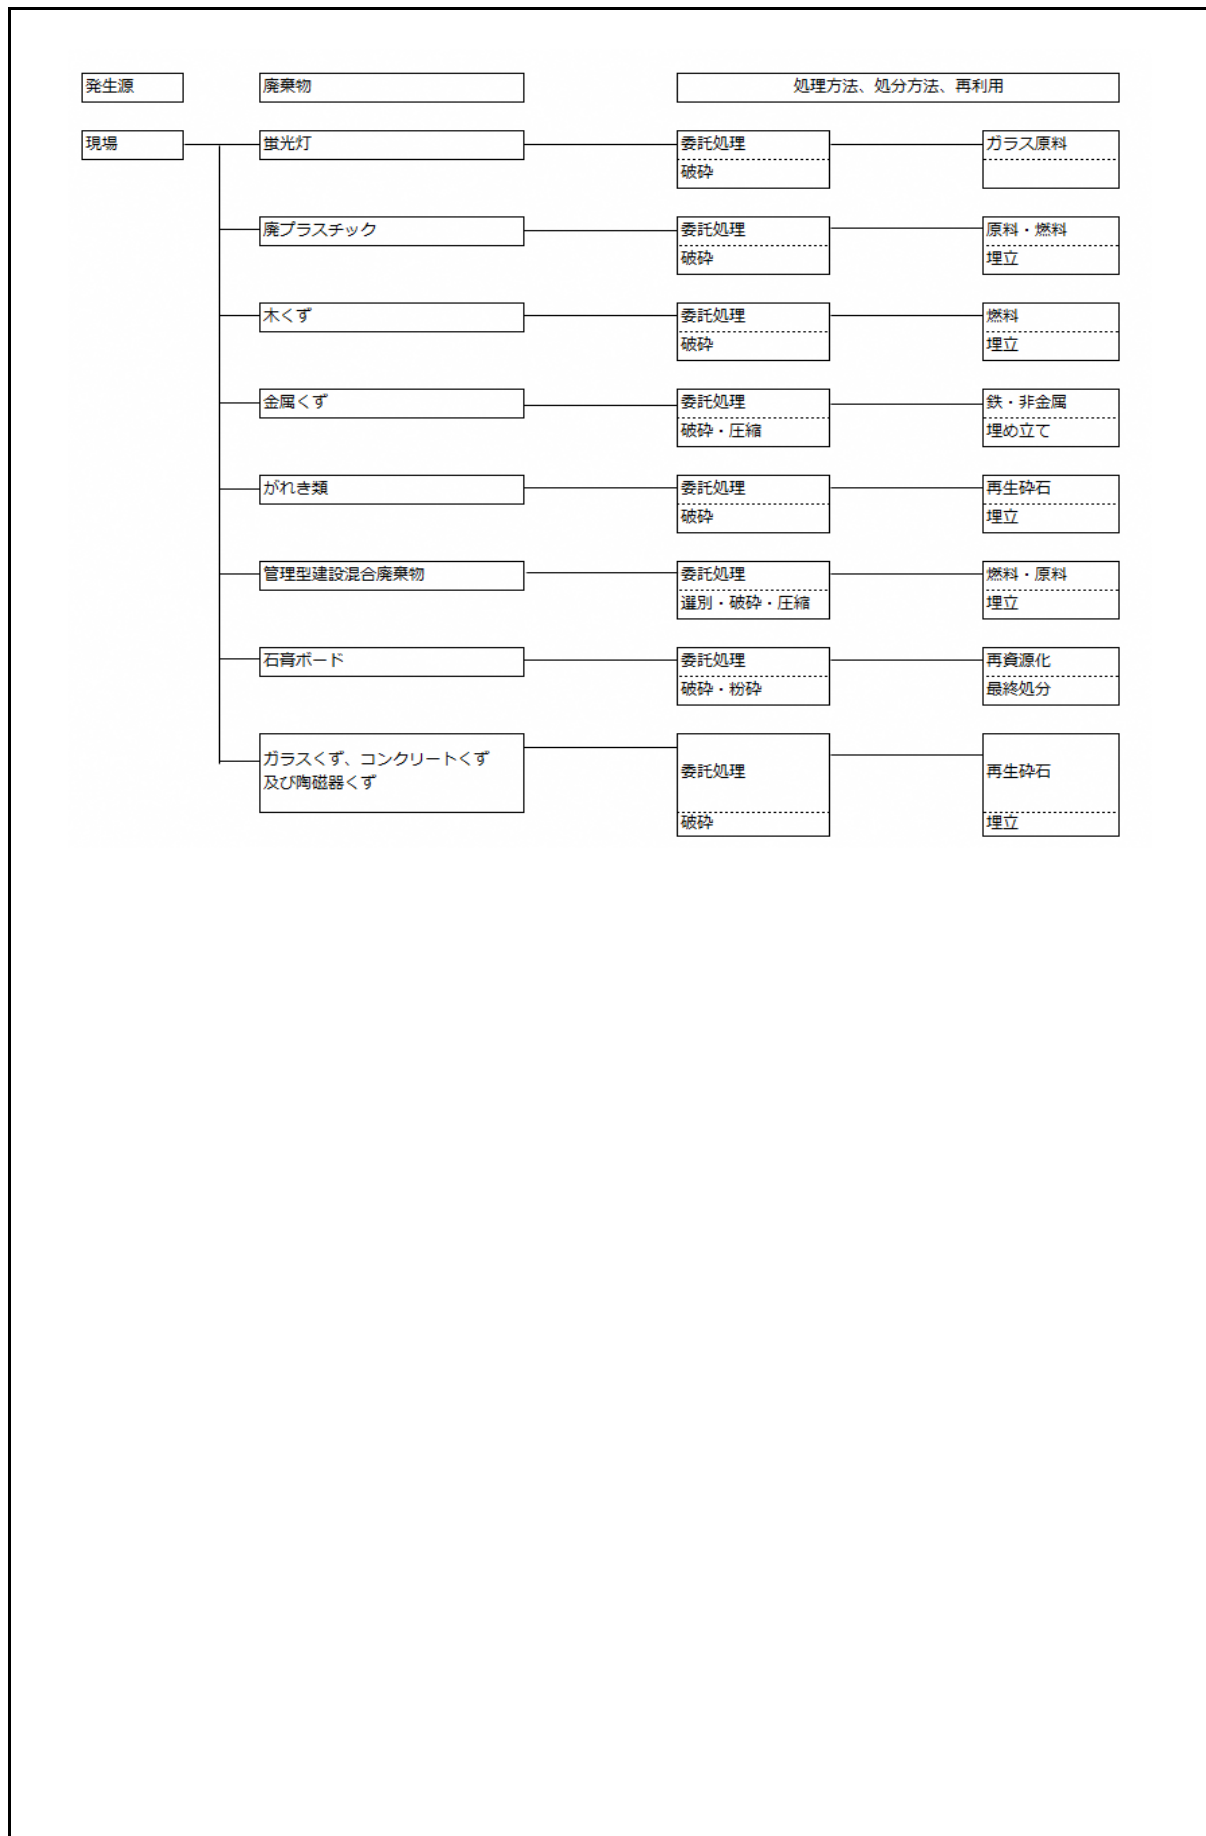 発生源
廃棄物
処理方法、処分方法、再利用
現場
蛍光灯
委託処理
ガラス原料
破砕
廃プラスチック
委託処理
原料・燃料
破砕
埋立
木くず
委託処理
燃料
破砕
埋立
金属くず
委託処理
鉄・非金属
破砕・圧縮
埋め立て
がれき類
委託処理
再生砕石
破砕
埋立
管理型建設混合廃棄物
委託処理
燃料・原料
選別・破砕・圧縮
埋立
石膏ボード
委託処理
再資源化
破砕・粉砕
最終処分
ガラスくず、コンクリートくず
及び陶磁器くず
委託処理
再生砕石
破砕
埋立